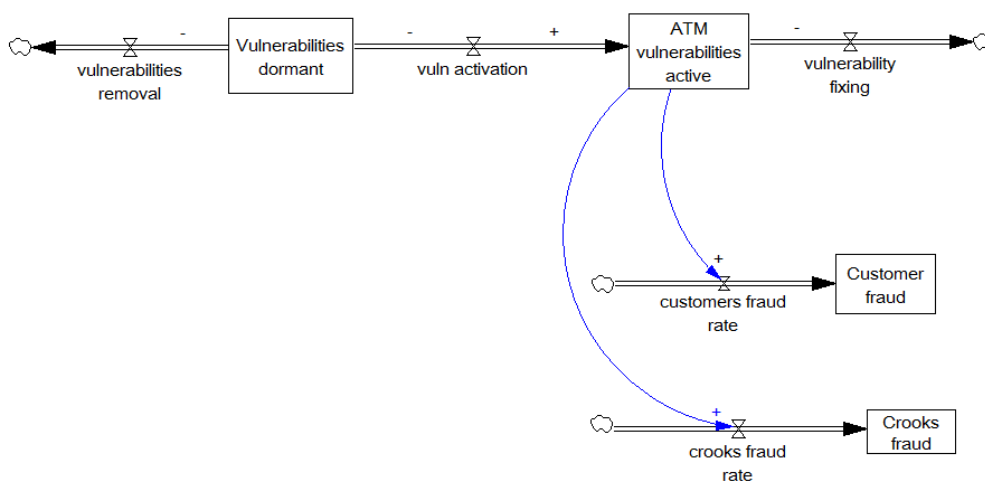 -
Vulnerabilities
dormant
-
+
ATM
vulnerabilities
active
-
vulnerabilities
removal
vuln activation
vulnerability
fixing
+
customers fraud
rate
Customer
fraud
+
crooks fraud
rate
Crooks
fraud